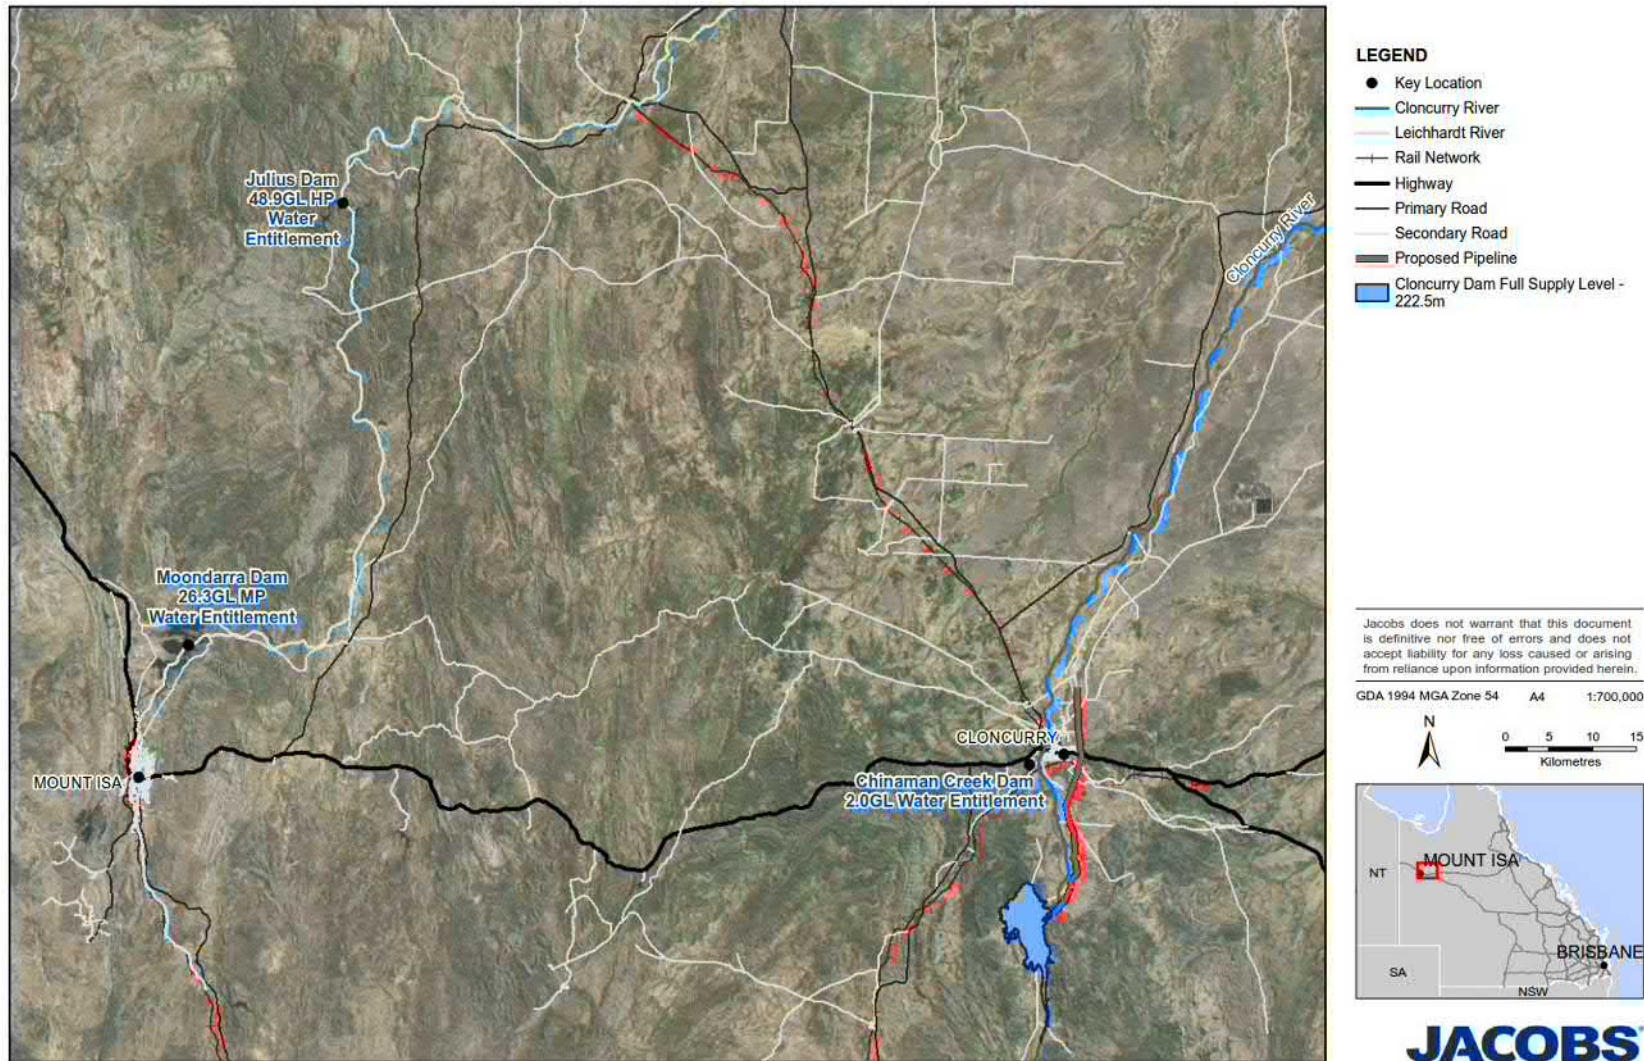 Julius Dam
48.9GL HP
Water
Entitlement
Cloncurry River
Moondarra Dam
26.3GL MP
Water Entitlement
MOUNT ISA
CLONCURRY
Chinaman Creek Dam
2.0GL Water Entitlement
LEGEND
Key Location
Cloncurry River
Leichhardt River
Rail Network
Highway
Primary Road
Secondary Road
Proposed Pipeline
Cloncurry Dam Full Supply Level -
222.5m
Jacobs does not warrant that this document
is definitive nor free of errors and does not
accept liability for any loss caused or arising
from reliance upon information provided herein.
GDA 1994 MGA Zone 54 A4 1:700,000
N
0 5 10 15
Kilometres
MOUNT ISA
NT
BRISBANE
SA
NSW
JACOBS